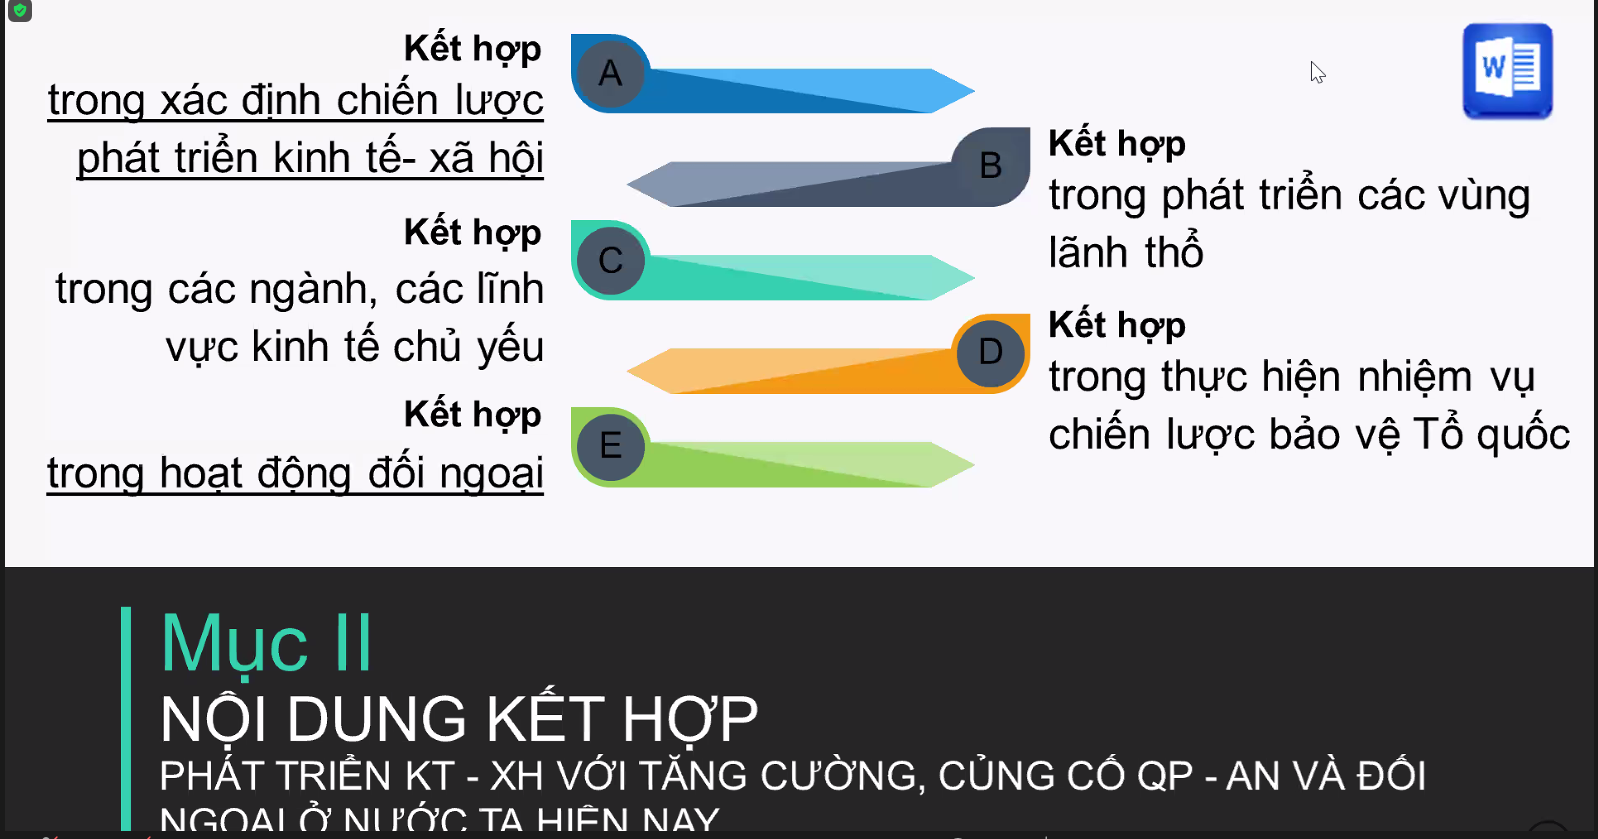 Kết hợp
trong xác định chiến lược
phát triển kinh tế- xã hội
A
B
Kết hợp
trong phát triển các vùng
lãnh thổ
Kết hợp
trong các ngành, các lĩnh
vực kinh tế chủ yếu
C
D
Kết hợp
trong thực hiện nhiệm vụ
chiến lược bảo vệ Tổ quốc
Kết hợp
trong hoạt động đối ngoại
E
W
Mục II
NỘI DUNG KẾT HỢP
PHÁT TRIỂN KT - XH VỚI TĂNG CƯỜNG, CỦNG CỐ QP - AN VÀ ĐỐI
NGOẠI Ở NƯỚC TA HIỆN NAY